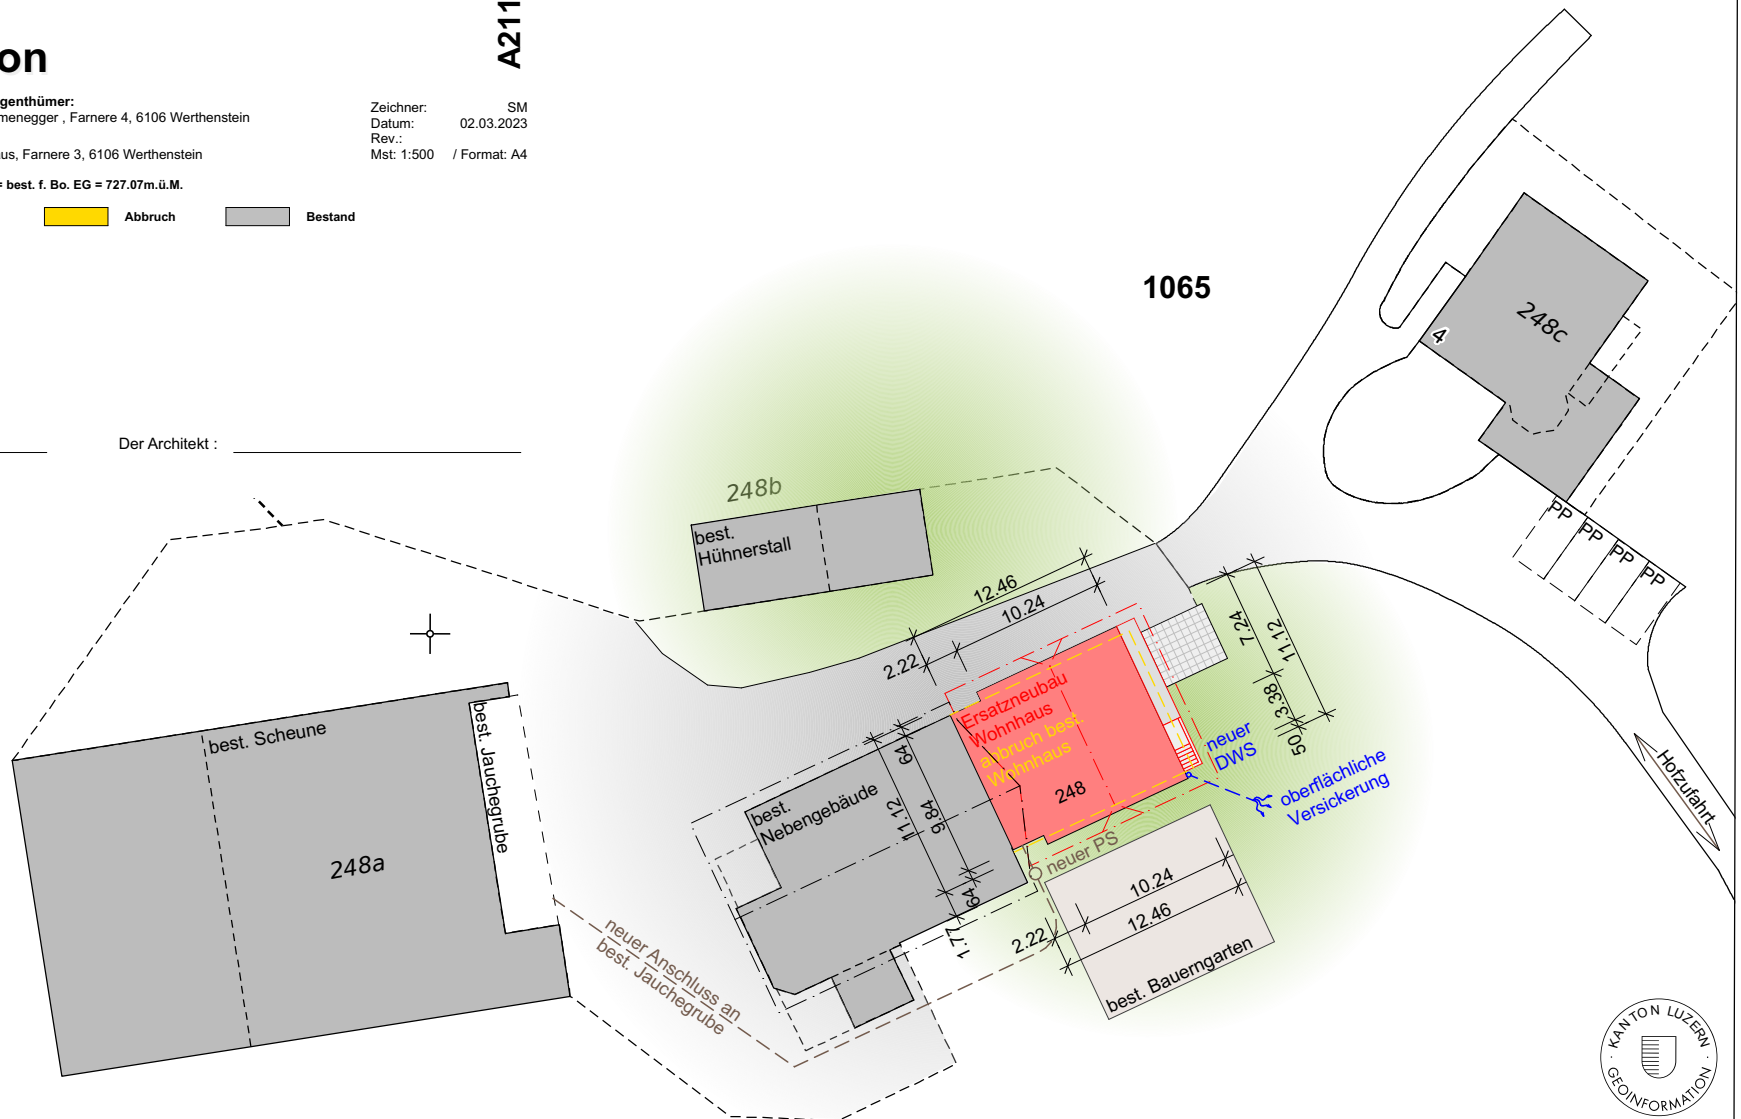 on
A211
genthümer:
menegger , Farnere 4, 6106 Werthenstein
us, Farnere 3, 6106 Werthenstein
= best. f. Bo. EG = 727.07m.ü.M.
Zeichner: SM
Datum: 02.03.2023
Rev.:
Mst: 1:500 / Format: A4
Abbruch
Bestand
Der Architekt :
1065
248c
4
PP
PP
PP
PP
248b
best.
Hühnerstall
12.46
10.24
2.22
7.24
11.12
3.38
50
Ersatzneubau
Wohnhaus
abbruch best.
Wohnhaus
248
neuer
DWS
oberflächliche
Versickerung
Hofzufahrt
best. Scheune
best. Jauchegrube
248a
best.
Nebengebäude
64
11.12
9.84
64
1.77
neuer PS
10.24
12.46
2.22
best. Bauerngarten
neuer Anschluss an
best. Jauchegrube
KANTON LUZERN
GEOINFORMATION